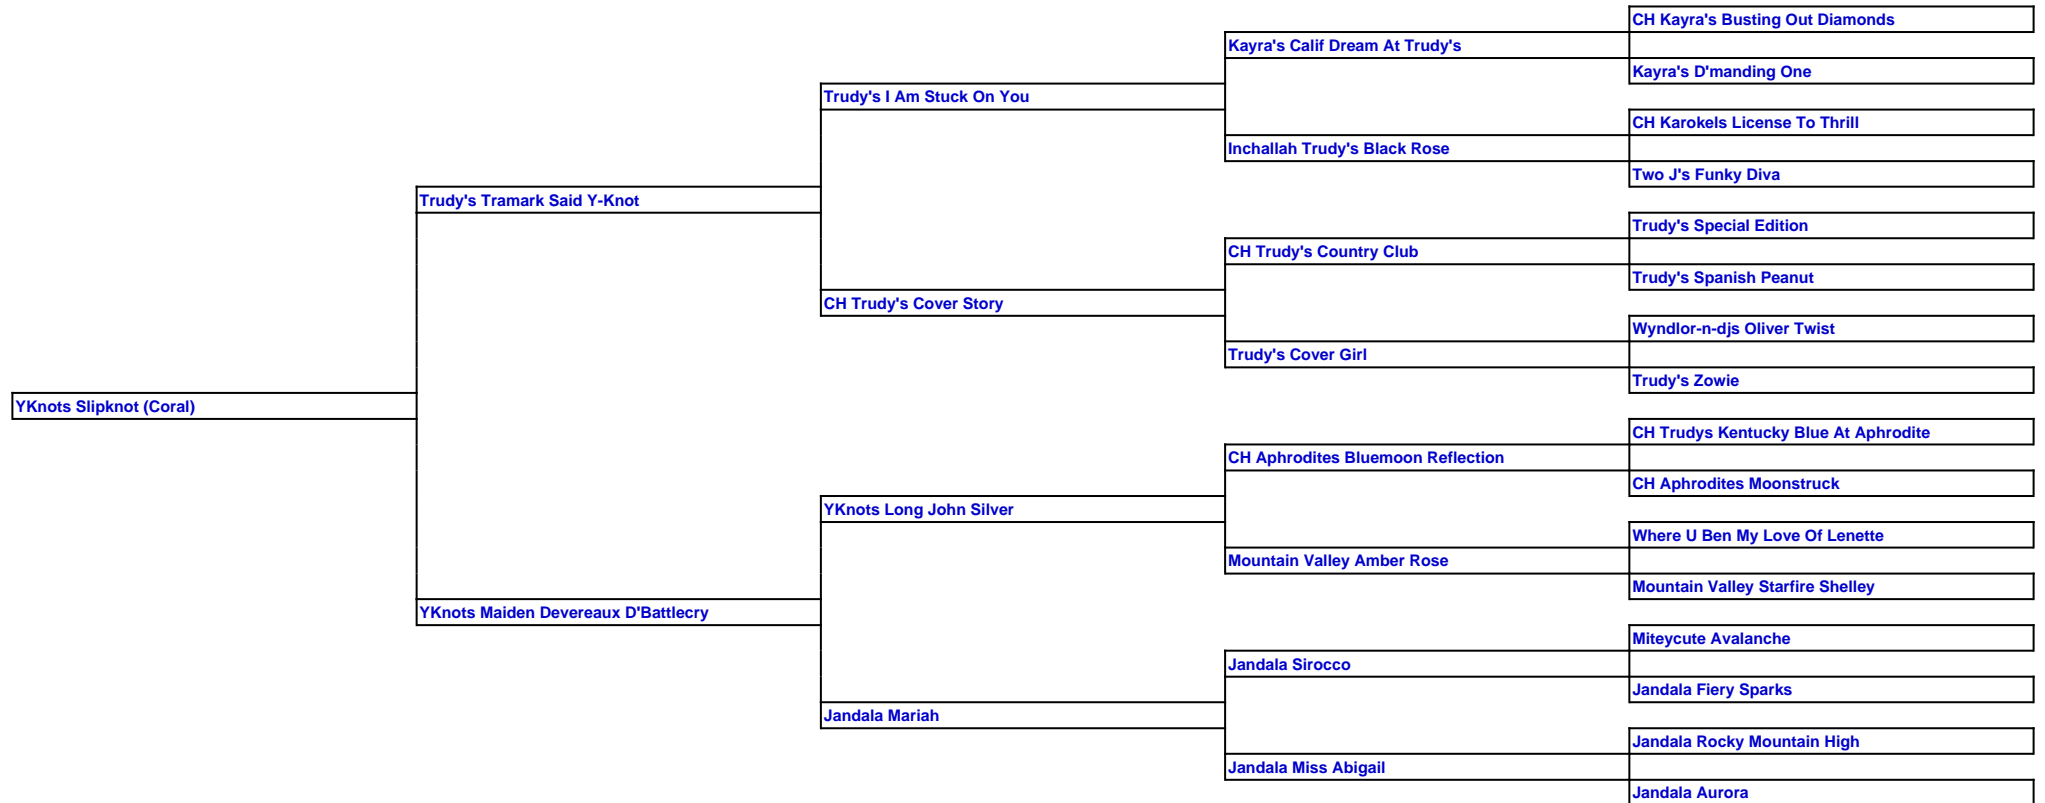 CH Kayra's Busting Out Diamonds
Kayra's Calif Dream At Trudy's
Kayra's D'manding One
Trudy's I Am Stuck On You
CH Karokels License To Thrill
Inchallah Trudy's Black Rose
Two J's Funky Diva
Trudy's Tramark Said Y-Knot
Trudy's Special Edition
CH Trudy's Country Club
Trudy's Spanish Peanut
CH Trudy's Cover Story
Wyndlor-n-djs Oliver Twist
Trudy's Cover Girl
Trudy's Zowie
YKnots Slipknot (Coral)
CH Trudys Kentucky Blue At Aphrodite
CH Aphrodites Bluemoon Reflection
CH Aphrodites Moonstruck
YKnots Long John Silver
Where U Ben My Love Of Lenette
Mountain Valley Amber Rose
Mountain Valley Starfire Shelley
YKnots Maiden Devereaux D'Battlecry
Miteycute Avalanche
Jandala Sirocco
Jandala Fiery Sparks
Jandala Mariah
Jandala Rocky Mountain High
Jandala Miss Abigail
Jandala Aurora